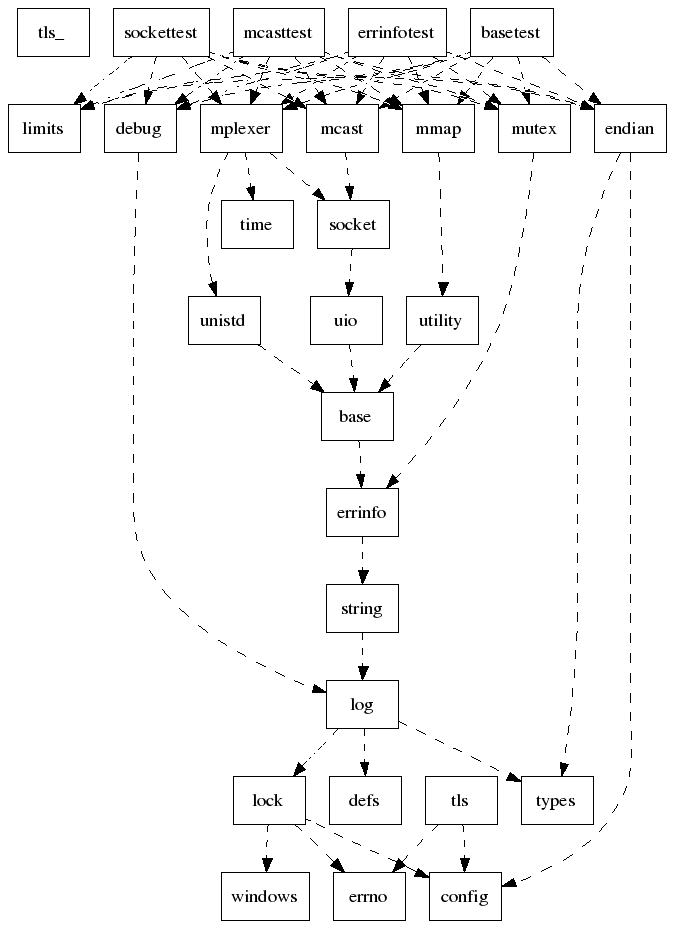 tls_
sockettest
mcasttest
errinfotest
basetest
limits
debug
mplexer
mcast
mmap
mutex
endian
time
socket
unistd
uio
utility
base
errinfo
string
log
lock
defs
tls
types
windows
errno
config